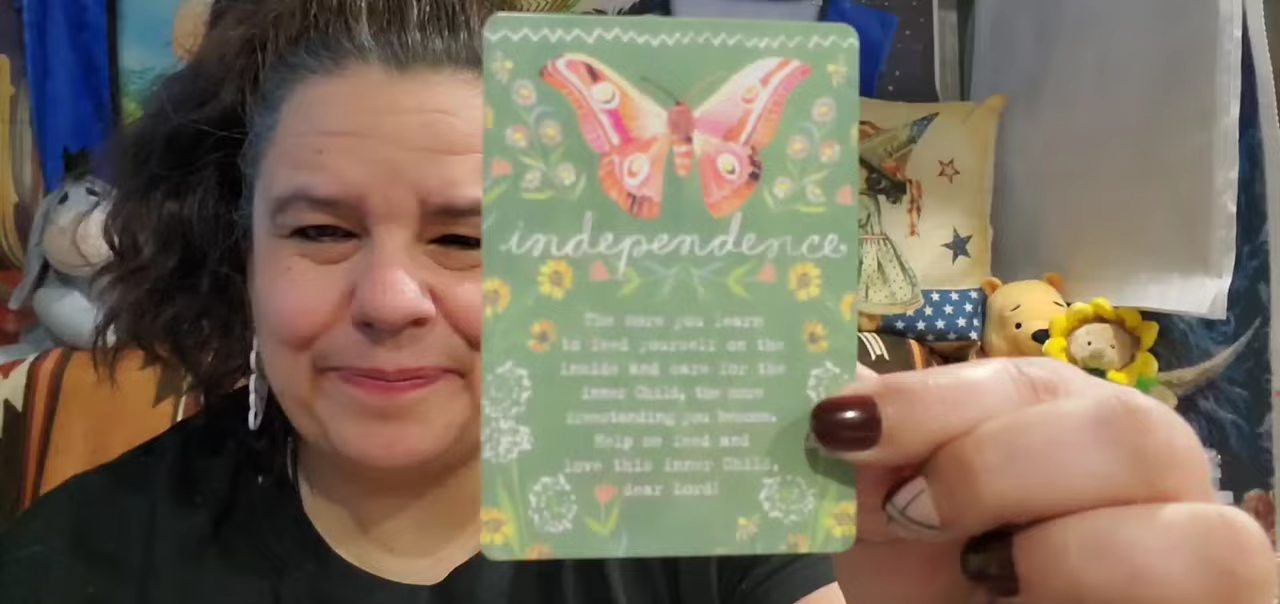 independence
The more you learn
to feed yourself on the
inside and care for the
inner Child, the more
freestanding you become.
Help me feed and
love this inner Child,
dear Lord!